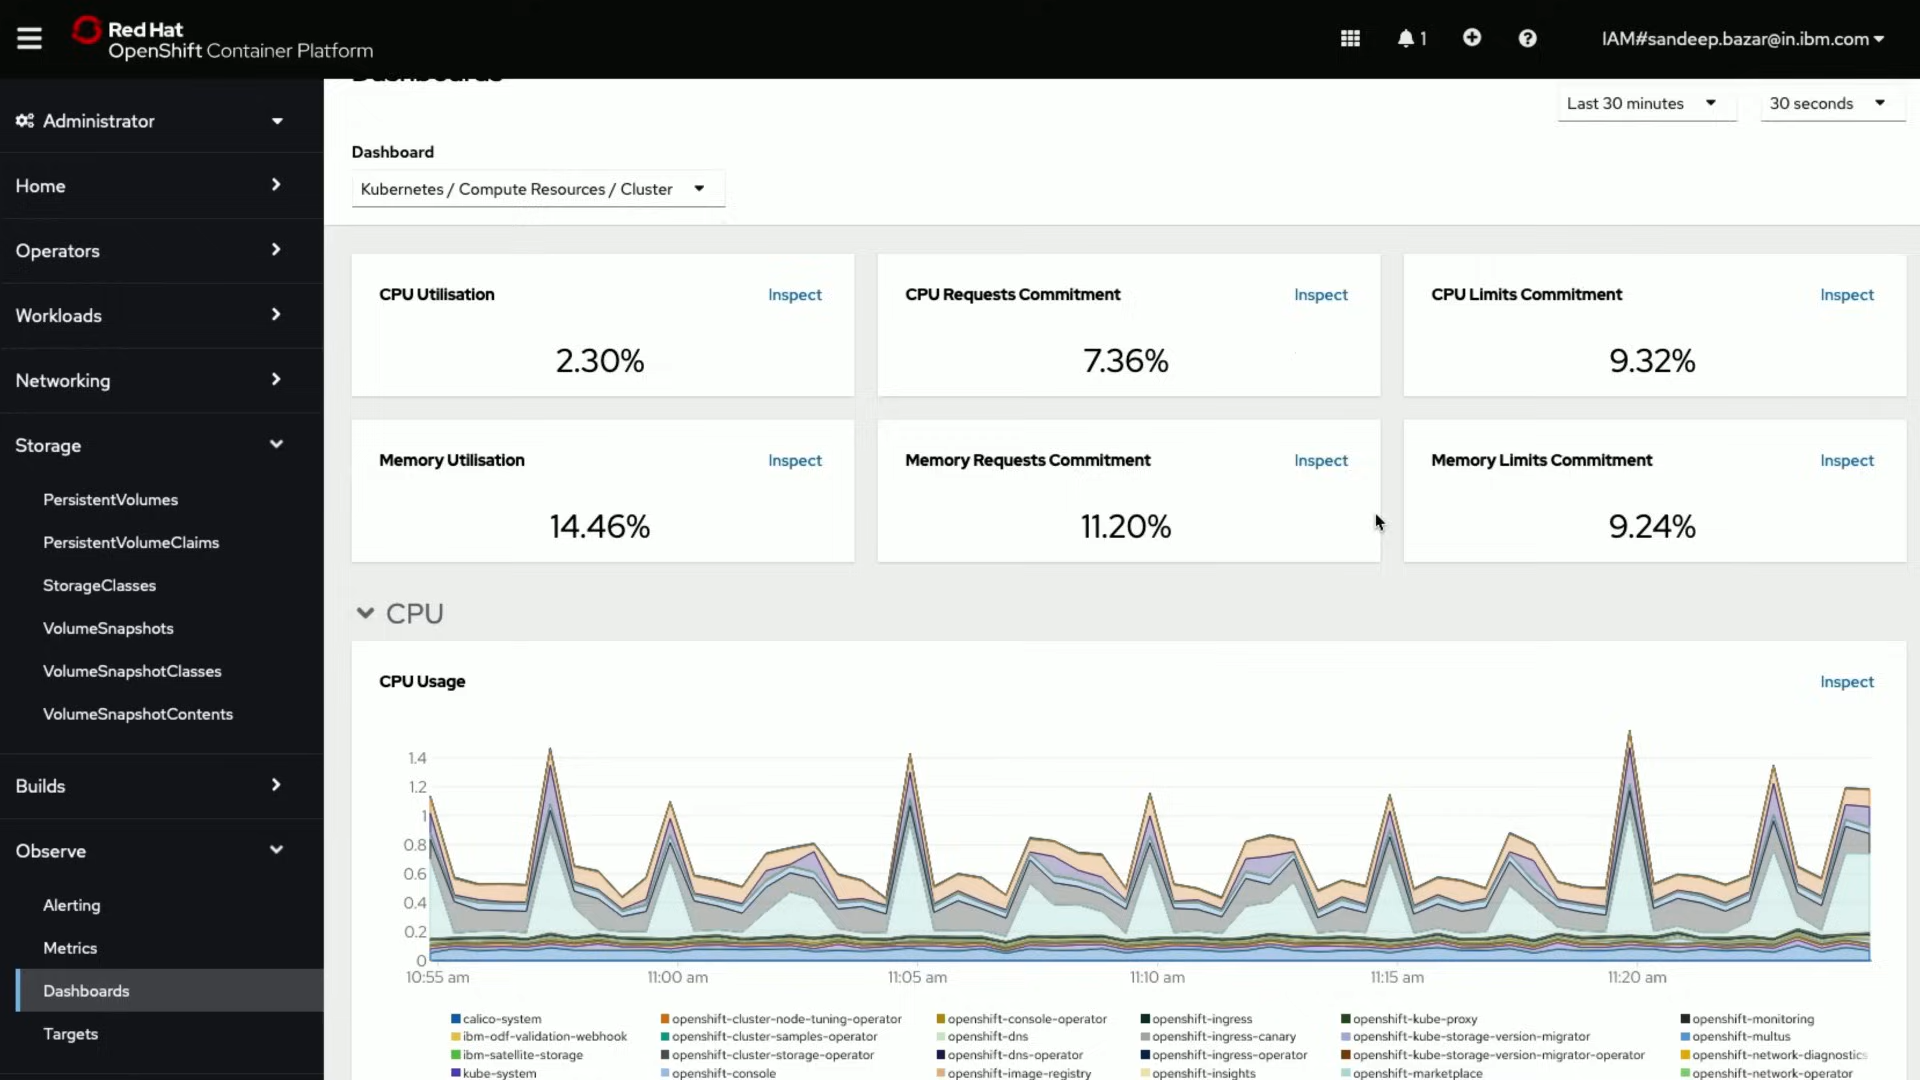 Red Hat
OpenShift Container Platform
1
IAM#sandeep.bazar@in.ibm.com
Administrator
Home
Operators
Workloads
Networking
Storage
PersistentVolumes
PersistentVolumeClaims
StorageClasses
VolumeSnapshots
VolumeSnapshotClasses
VolumeSnapshotContents
Builds
Observe
Alerting
Metrics
Dashboards
Targets
Dashboards
Last 30 minutes
30 seconds
Dashboard
Kubernetes / Compute Resources / Cluster
CPU Utilisation Inspect
2.30%
CPU Requests Commitment Inspect
7.36%
CPU Limits Commitment Inspect
9.32%
Memory Utilisation Inspect
14.46%
Memory Requests Commitment Inspect
11.20%
Memory Limits Commitment Inspect
9.24%
CPU
CPU Usage Inspect
1.4
1.2
1
0.8
0.6
0.4
0.2
0
10:55 am 11:00 am 11:05 am 11:10 am 11:15 am 11:20 am
calico-system openshift-cluster-node-tuning-operator openshift-console-operator openshift-ingress openshift-kube-proxy openshift-monitoring
ibm-odf-validation-webhook openshift-cluster-samples-operator openshift-dns openshift-ingress-canary openshift-kube-storage-version-migrator openshift-multus
ibm-satellite-storage openshift-cluster-storage-operator openshift-dns-operator openshift-ingress-operator openshift-kube-storage-version-migrator-operator openshift-network-diagnostics
kube-system openshift-console openshift-image-registry openshift-insights openshift-marketplace openshift-network-operator